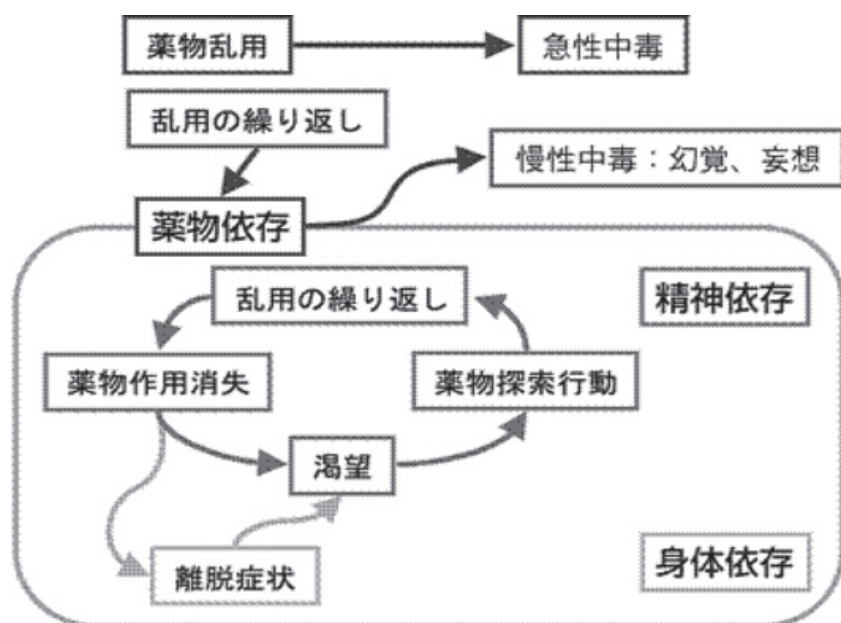 薬物乱用
急性中毒
乱用の繰り返し
慢性中毒：幻覚、妄想
薬物依存
乱用の繰り返し
精神依存
薬物作用消失
薬物探索行動
渇望
離脱症状
身体依存